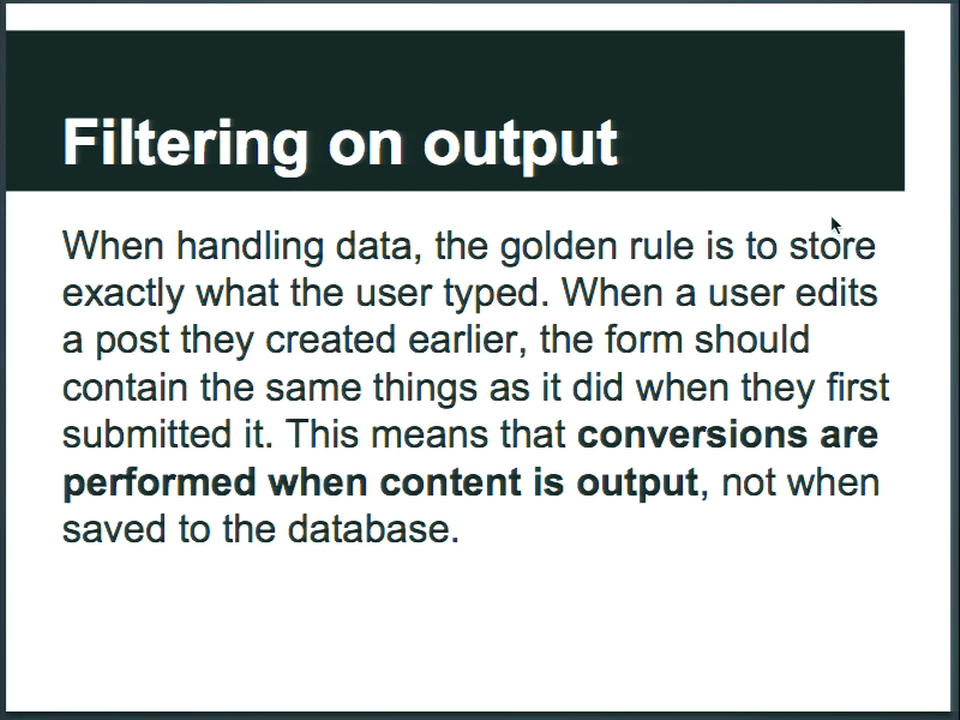 Filtering on output
When handling data, the golden rule is to store
exactly what the user typed. When a user edits
a post they created earlier, the form should
contain the same things as it did when they first
submitted it. This means that conversions are
performed when content is output, not when
saved to the database.